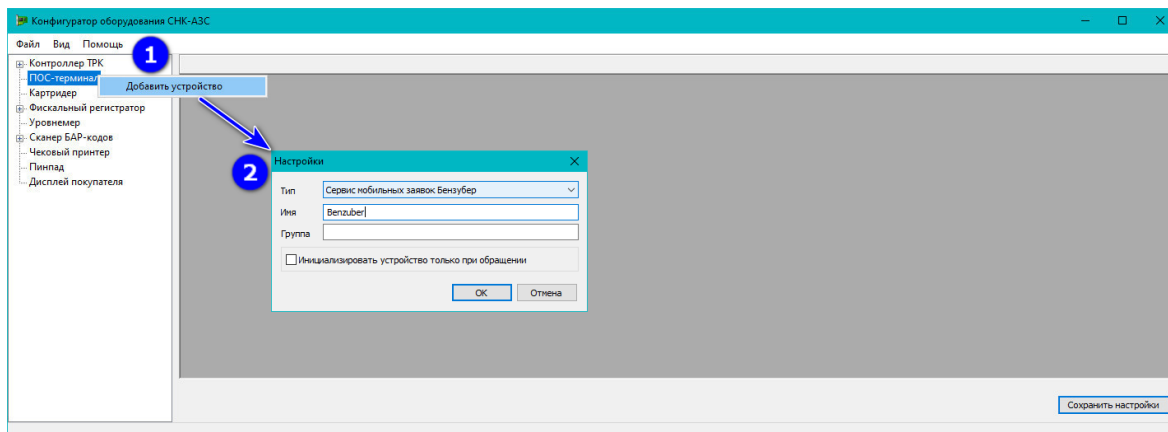 Конфигуратор оборудования СНК-АЗС
Файл Вид Помощь
1
Контроллер ТРК
ПОС-терминал
Добавить устройство
Картридер
Фискальный регистратор
Уровнемер
Сканер БАР-кодов
Чековый принтер
Пинпад
Дисплей покупателя
2
Настройки
Тип Сервис мобильных заявок Бензубер
Имя Benzuber
Группа
Инициализировать устройство только при обращении
OK Отмена
Сохранить настройки